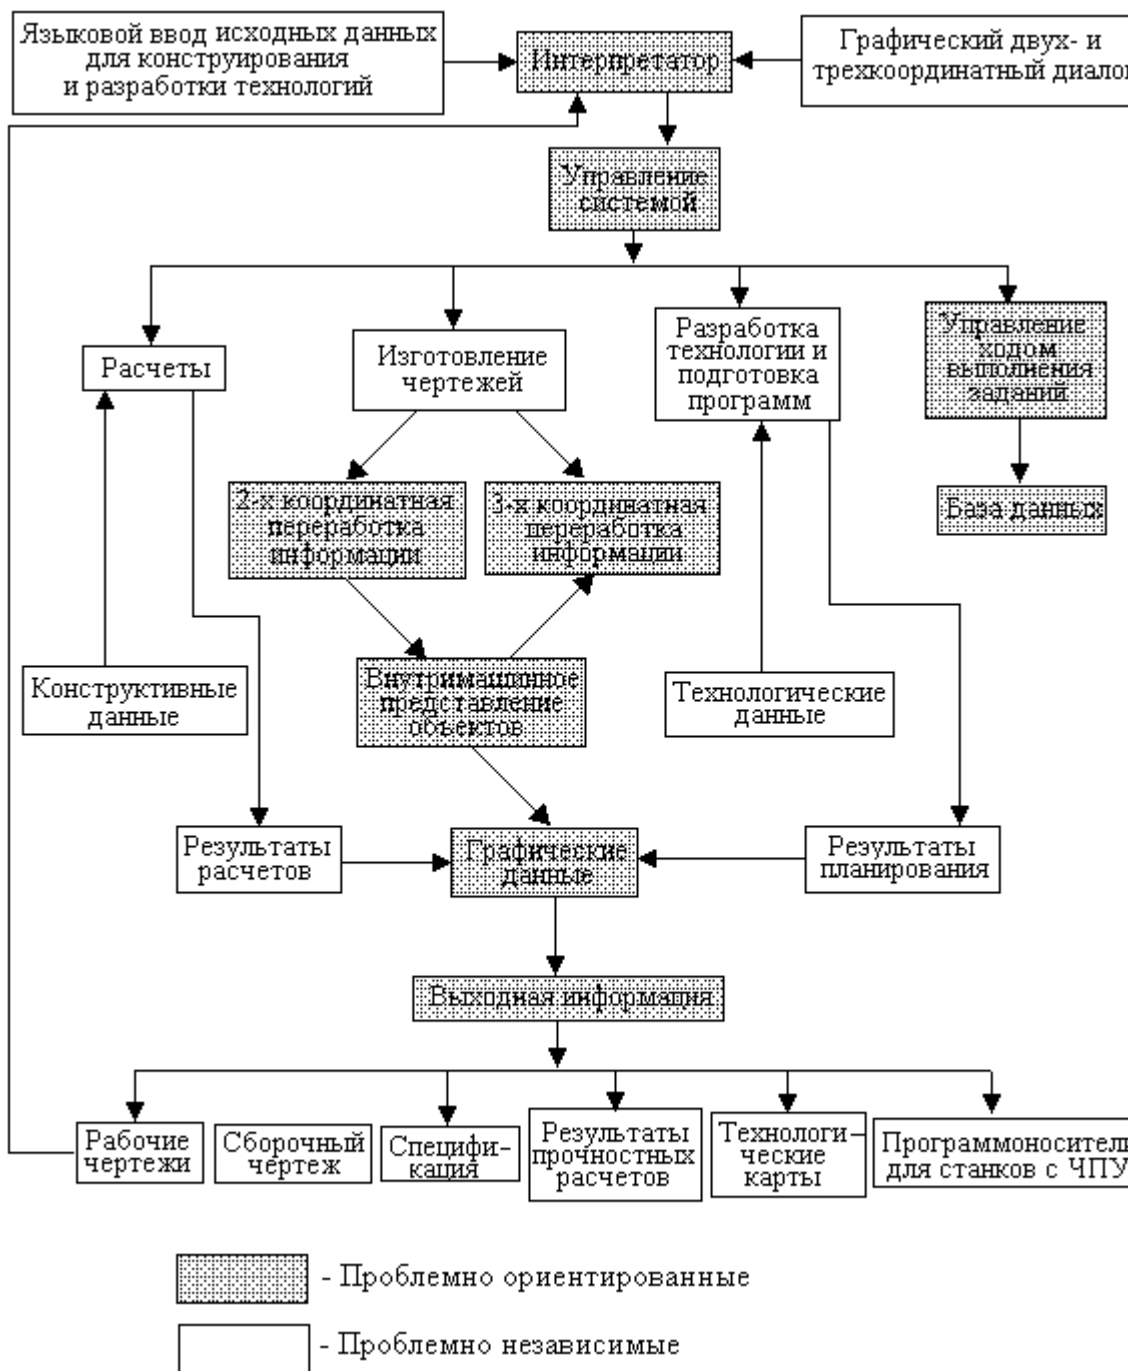 Языковой ввод исходных данных
для конструирования
и разработки технологий
Интерпретатор
Графический двух- и
трехкоординатный диалог
Управление
системой
Расчеты
Изготовление
чертежей
Разработка
технологии и
подготовка
программ
Управление
ходом
выполнения
заданий
2-х координатная
переработка
информации
3-х координатная
переработка
информации
База данных
Конструктивные
данные
Внутримашинное
представление
объектов
Технологические
данные
Результаты
расчетов
Графические
данные
Результаты
планирования
Выходная информация
Рабочие
чертежи
Сборочный
чертеж
Специфи-
кация
Результаты
прочностных
расчетов
Технологи-
ческие
карты
Программоносители
для станков с ЧПУ
- Проблемно ориентированные
- Проблемно независимые